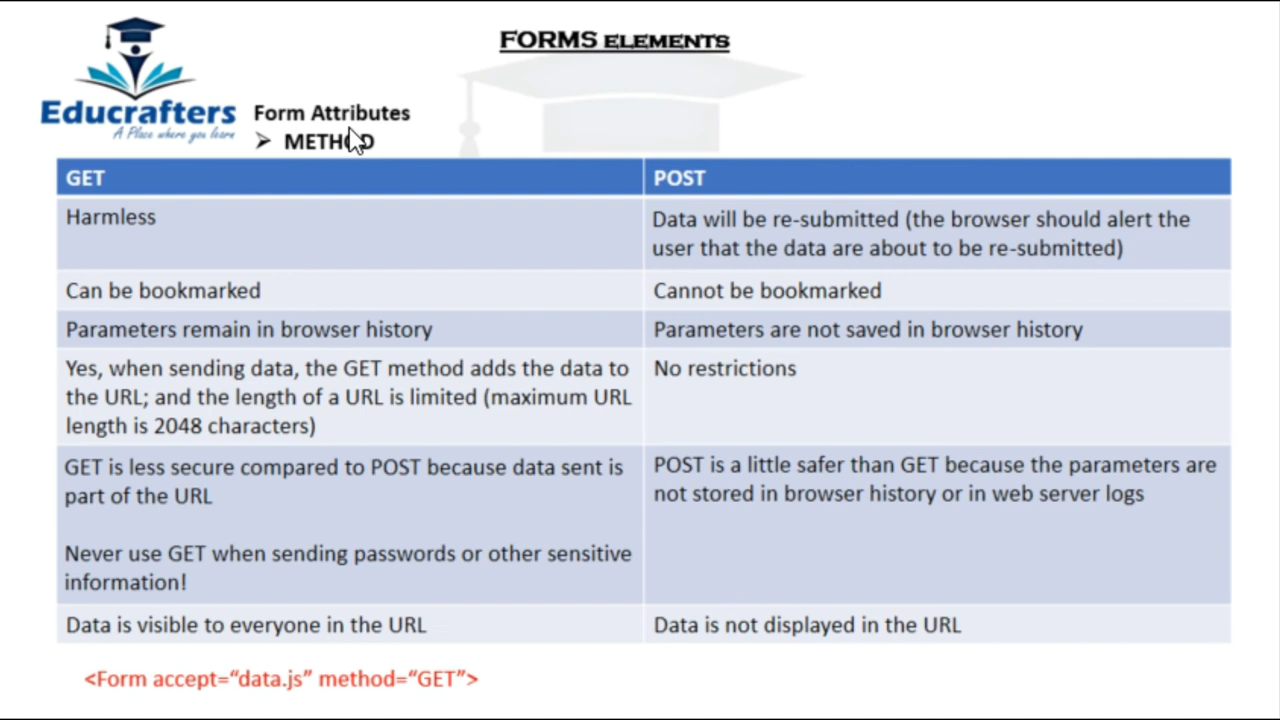 FORMS ELEMENTS
Educrafters
A Place where you learn
Form Attributes
➢ METHOD
GET
POST
Harmless
Data will be re-submitted (the browser should alert the
user that the data are about to be re-submitted)
Can be bookmarked
Cannot be bookmarked
Parameters remain in browser history
Parameters are not saved in browser history
Yes, when sending data, the GET method adds the data to
the URL; and the length of a URL is limited (maximum URL
length is 2048 characters)
No restrictions
GET is less secure compared to POST because data sent is
part of the URL
Never use GET when sending passwords or other sensitive
information!
POST is a little safer than GET because the parameters are
not stored in browser history or in web server logs
Data is visible to everyone in the URL
Data is not displayed in the URL
<Form accept=“data.js” method=“GET”>